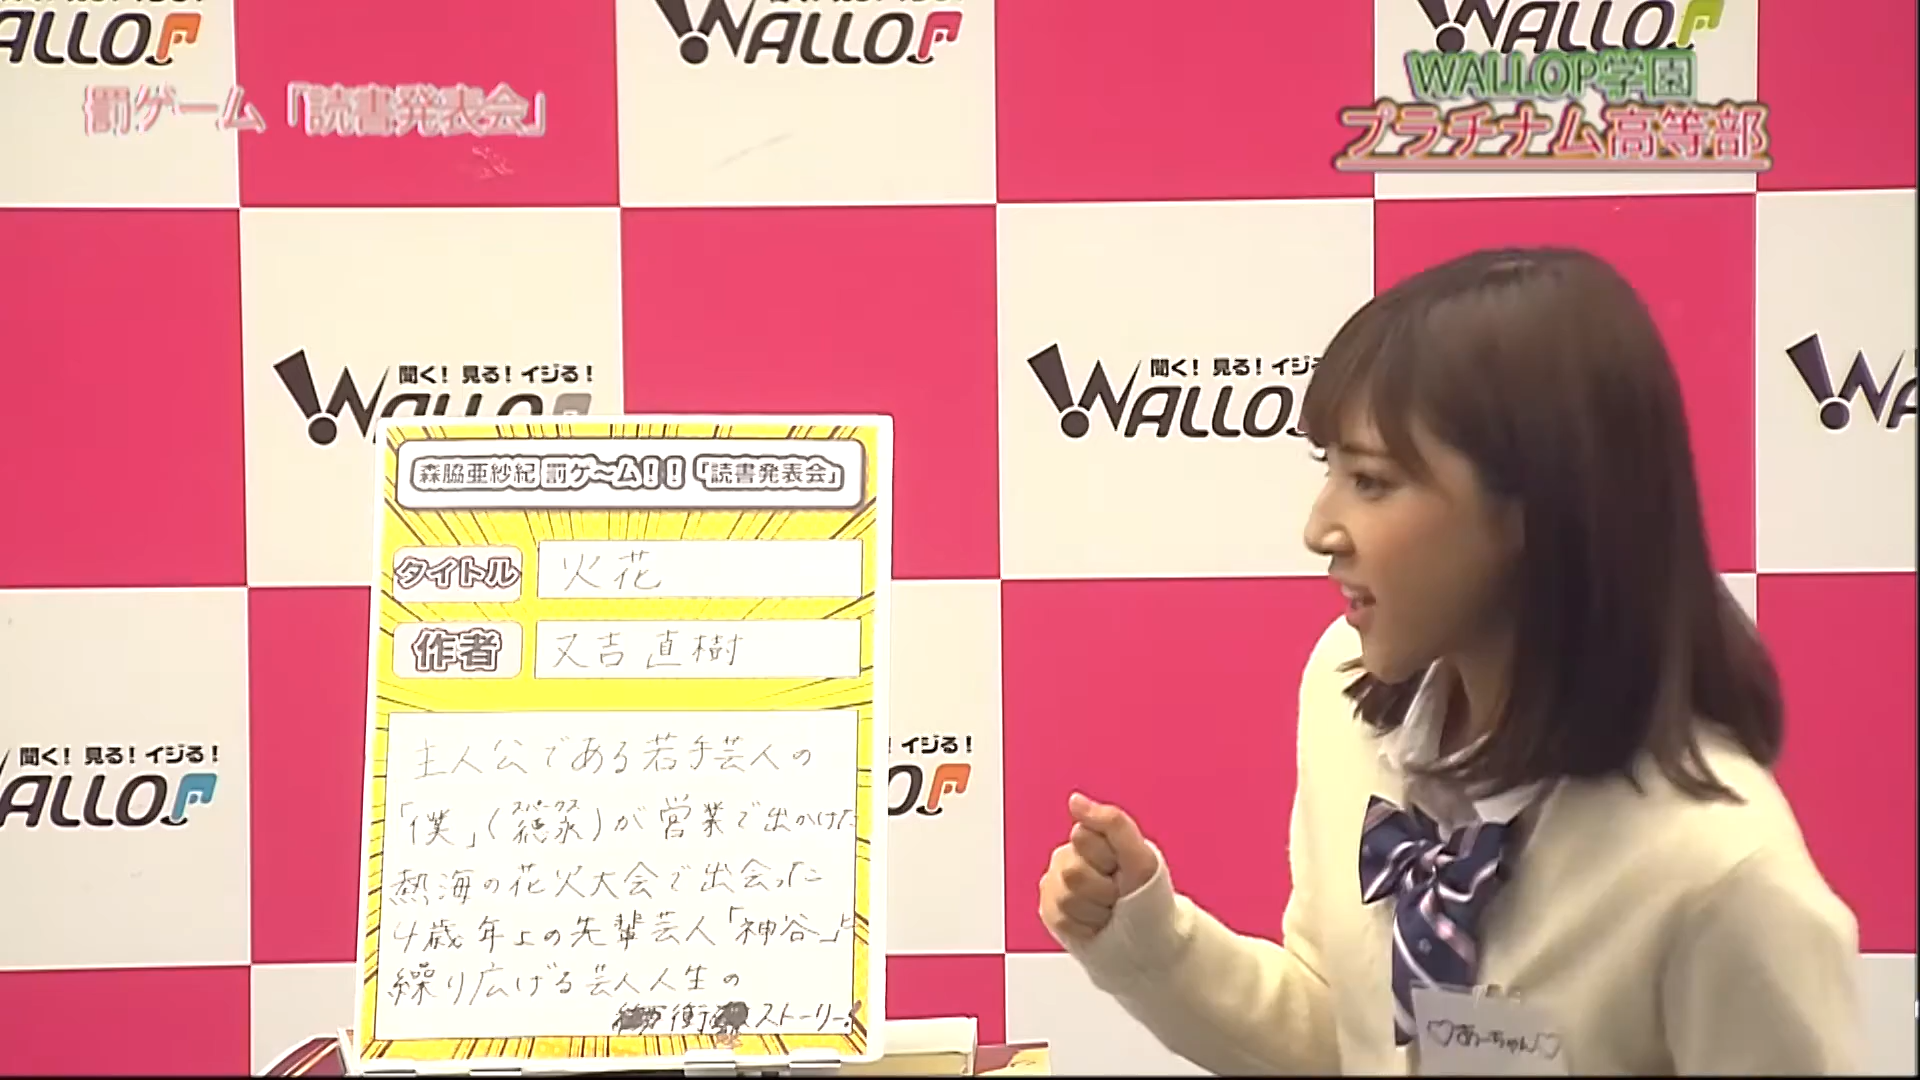 WALLOP
WALLOP
WALLOP
罰ゲーム「読書発表会」
WALLOP学園
プラチナム高等部
聞く!見る!イジる!
WALLOP
聞く!見る!イジ
WALLO
WA
森脇亜紗紀 罰ゲーム!!「読書発表会」
タイトル
火花
作者
又吉直樹
主人公である若手芸人の
スパークス
「僕」(徳永)が営業で出かけた
熱海の花火大会で出会った
4歳年上の先輩芸人「神谷」と
繰り広げる芸人人生の
衝ストーリー!
聞く!見る!イジる!
WALLOP
イジる!
OP
♡あーちゃん♡